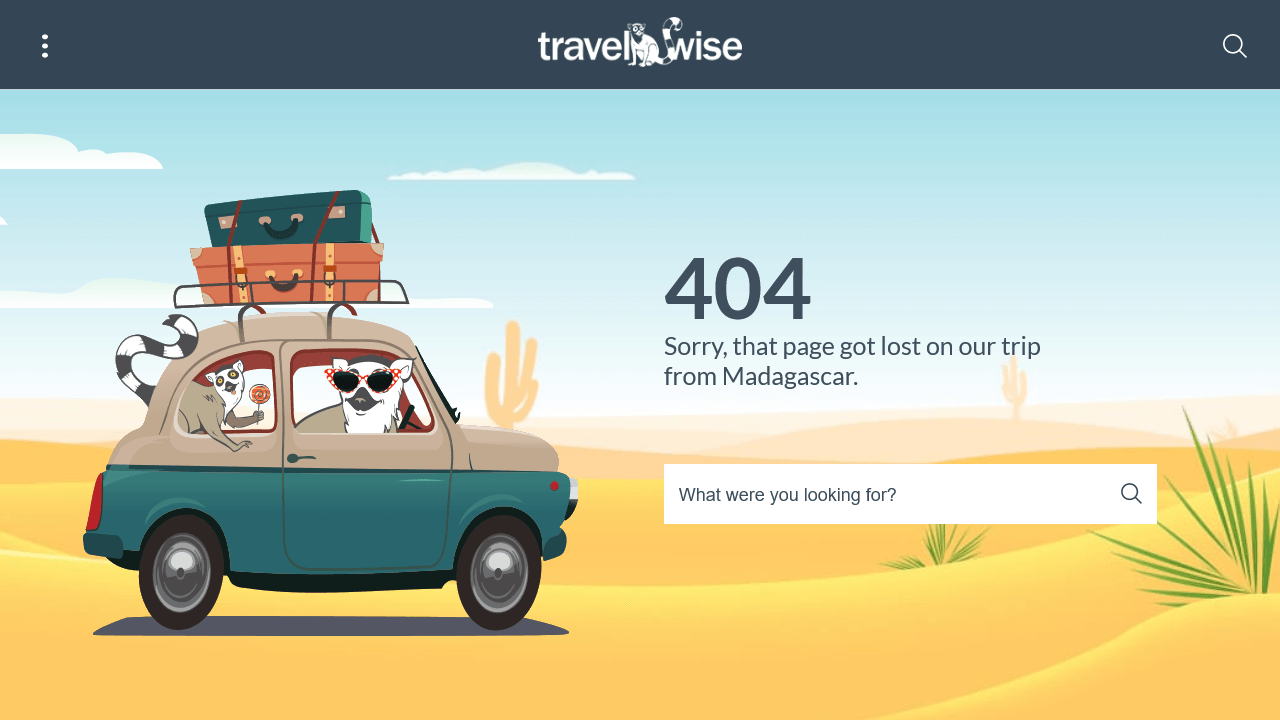 travelwise
404
Sorry, that page got lost on our trip
from Madagascar.
What were you looking for?